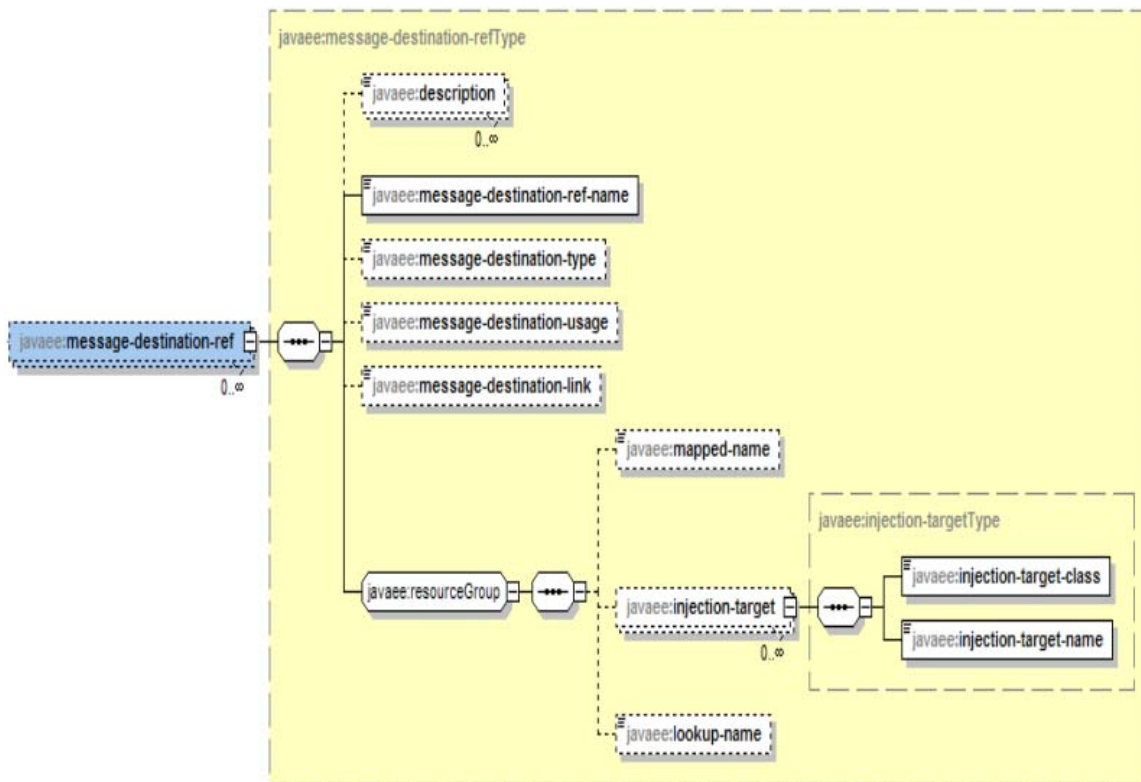 javaee:message-destination-refType
javaee:description
0..∞
javaee:message-destination-ref-name
javaee:message-destination-type
javaee:message-destination-usage
javaee:message-destination-ref
0..∞
javaee:message-destination-link
javaee:mapped-name
javaee:injection-targetType
javaee:resourceGroup
javaee:injection-target
0..∞
javaee:injection-target-class
javaee:injection-target-name
javaee:lookup-name